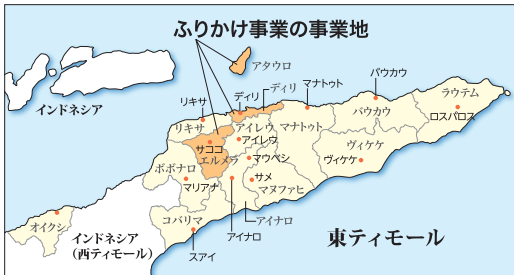 ふりかけ事業の事業地
アタウロ
インドネシア
リキサ
ディリ
ディリ
マナトゥト
バウカウ
ラウテム
ロスパロス
リキサ
アイレウ
アイレウ
マナトゥト
バウカウ
サココ
エルメラ
マウベシ
ヴィケケ
ヴィケケ
ボボナロ
マリアナ
サメ
マヌファヒ
コバリマ
アイナロ
アイナロ
スアイ
オイクシ
インドネシア
(西ティモール)
東ティモール